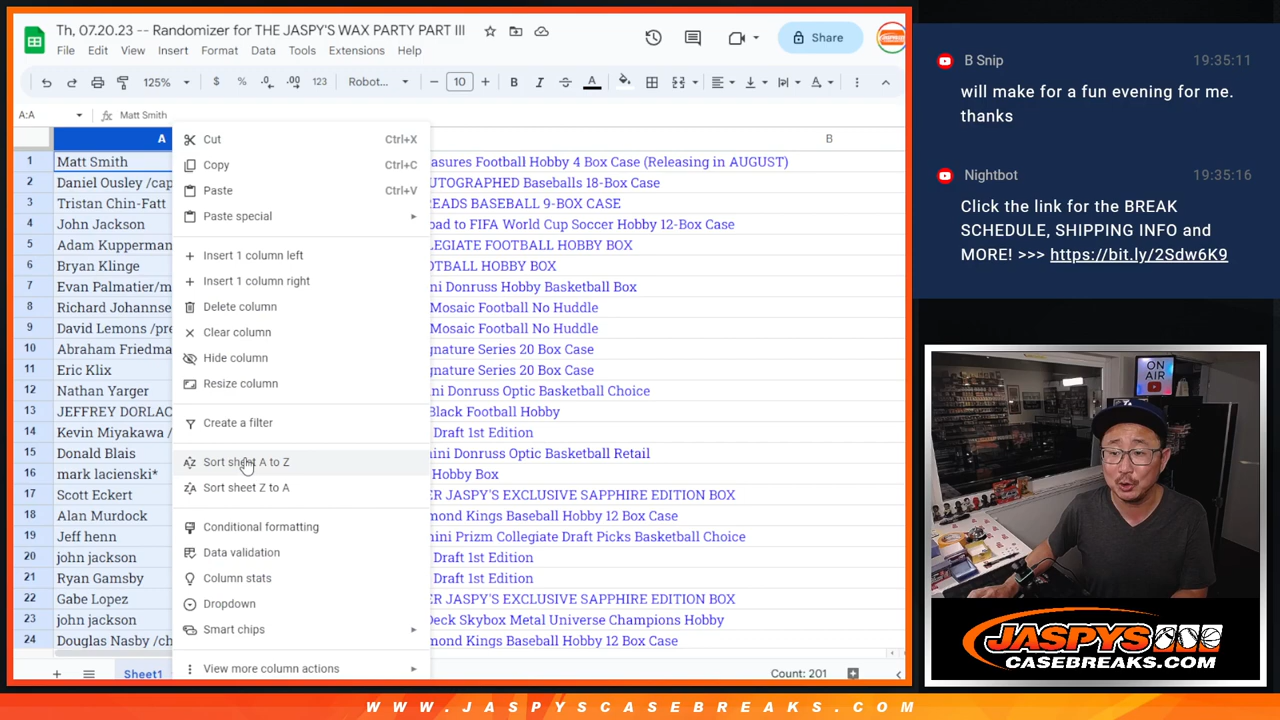 Th, 07.20.23 -- Randomizer for THE JASPY'S WAX PARTY PART III
File Edit View Insert Format Data Tools Extensions Help
Share
125% $ % .0 .00 123 Robot... − 10 + B I A
A:A fx Matt Smith
A B
1 Matt Smith asures Football Hobby 4 Box Case (Releasing in AUGUST)
2 Daniel Ousley /cap UTOGRAPHED Baseballs 18-Box Case
3 Tristan Chin-Fatt READS BASEBALL 9-BOX CASE
4 John Jackson oad to FIFA World Cup Soccer Hobby 12-Box Case
5 Adam Kupperman LEGIATE FOOTBALL HOBBY BOX
6 Bryan Klinge OTBALL HOBBY BOX
7 Evan Palmatier/m ni Donruss Hobby Basketball Box
8 Richard Johannse Mosaic Football No Huddle
9 David Lemons /pre Mosaic Football No Huddle
10 Abraham Friedma gnature Series 20 Box Case
11 Eric Klix gnature Series 20 Box Case
12 Nathan Yarger ini Donruss Optic Basketball Choice
13 JEFFREY DORLAC Black Football Hobby
14 Kevin Miyakawa / Draft 1st Edition
15 Donald Blais ini Donruss Optic Basketball Retail
16 mark lacienski* Hobby Box
17 Scott Eckert ER JASPY'S EXCLUSIVE SAPPHIRE EDITION BOX
18 Alan Murdock mond Kings Baseball Hobby 12 Box Case
19 Jeff henn nini Prizm Collegiate Draft Picks Basketball Choice
20 john jackson Draft 1st Edition
21 Ryan Gamsby Draft 1st Edition
22 Gabe Lopez ER JASPY'S EXCLUSIVE SAPPHIRE EDITION BOX
23 john jackson Deck Skybox Metal Universe Champions Hobby
24 Douglas Nasby /ch mond Kings Baseball Hobby 12 Box Case
Cut Ctrl+X
Copy Ctrl+C
Paste Ctrl+V
Paste special
Insert 1 column left
Insert 1 column right
Delete column
Clear column
Hide column
Resize column
Create a filter
Sort sheet A to Z
Sort sheet Z to A
Conditional formatting
Data validation
Column stats
Dropdown
Smart chips
View more column actions
Sheet1
Count: 201
B Snip 19:35:11
will make for a fun evening for me.
thanks
Nightbot 19:35:16
Click the link for the BREAK
SCHEDULE, SHIPPING INFO and
MORE! >>> https://bit.ly/2Sdw6K9
ON
AIR
JASPYS
CASEBREAKS.COM
WWW.JASPYSCASEBREAKS.COM